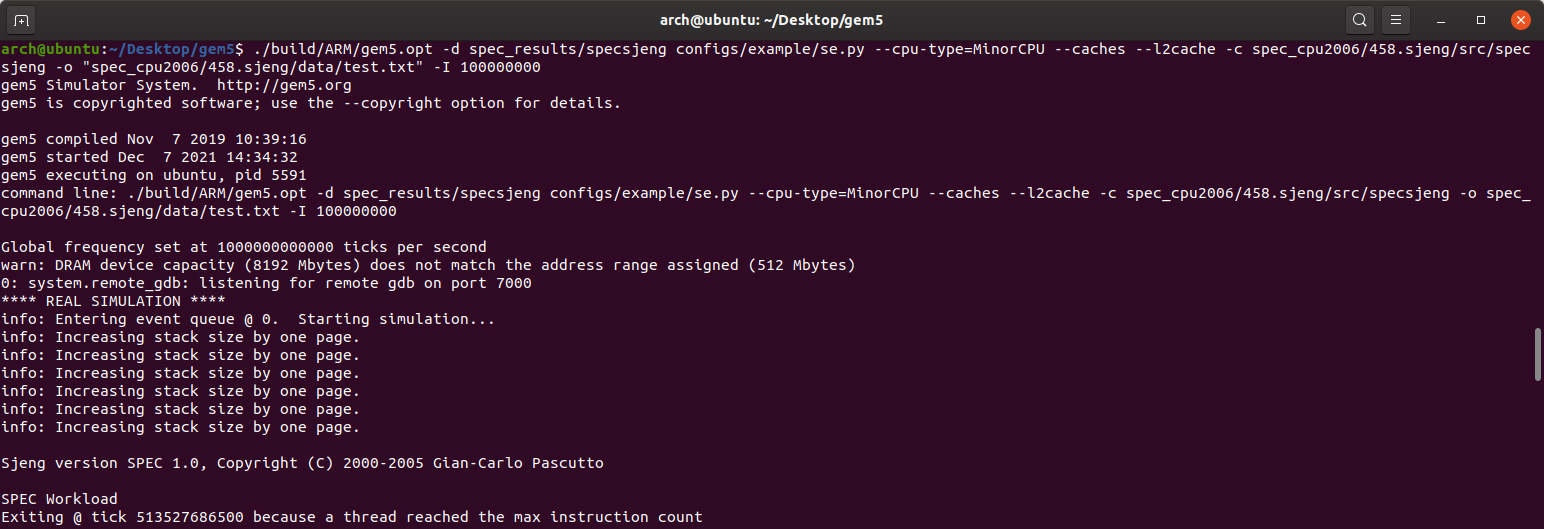 arch@ubuntu: ~/Desktop/gem5
arch@ubuntu:~/Desktop/gem5$ ./build/ARM/gem5.opt -d spec_results/specsjeng configs/example/se.py --cpu-type=MinorCPU --caches --l2cache -c spec_cpu2006/458.sjeng/src/spec
sjeng -o "spec_cpu2006/458.sjeng/data/test.txt" -I 100000000
gem5 Simulator System.  http://gem5.org
gem5 is copyrighted software; use the --copyright option for details.

gem5 compiled Nov  7 2019 10:39:16
gem5 started Dec  7 2021 14:34:32
gem5 executing on ubuntu, pid 5591
command line: ./build/ARM/gem5.opt -d spec_results/specsjeng configs/example/se.py --cpu-type=MinorCPU --caches --l2cache -c spec_cpu2006/458.sjeng/src/specsjeng -o spec_
cpu2006/458.sjeng/data/test.txt -I 100000000

Global frequency set at 1000000000000 ticks per second
warn: DRAM device capacity (8192 Mbytes) does not match the address range assigned (512 Mbytes)
0: system.remote_gdb: listening for remote gdb on port 7000
**** REAL SIMULATION ****
info: Entering event queue @ 0.  Starting simulation...
info: Increasing stack size by one page.
info: Increasing stack size by one page.
info: Increasing stack size by one page.
info: Increasing stack size by one page.
info: Increasing stack size by one page.
info: Increasing stack size by one page.

Sjeng version SPEC 1.0, Copyright (C) 2000-2005 Gian-Carlo Pascutto

SPEC Workload
Exiting @ tick 513527686500 because a thread reached the max instruction count